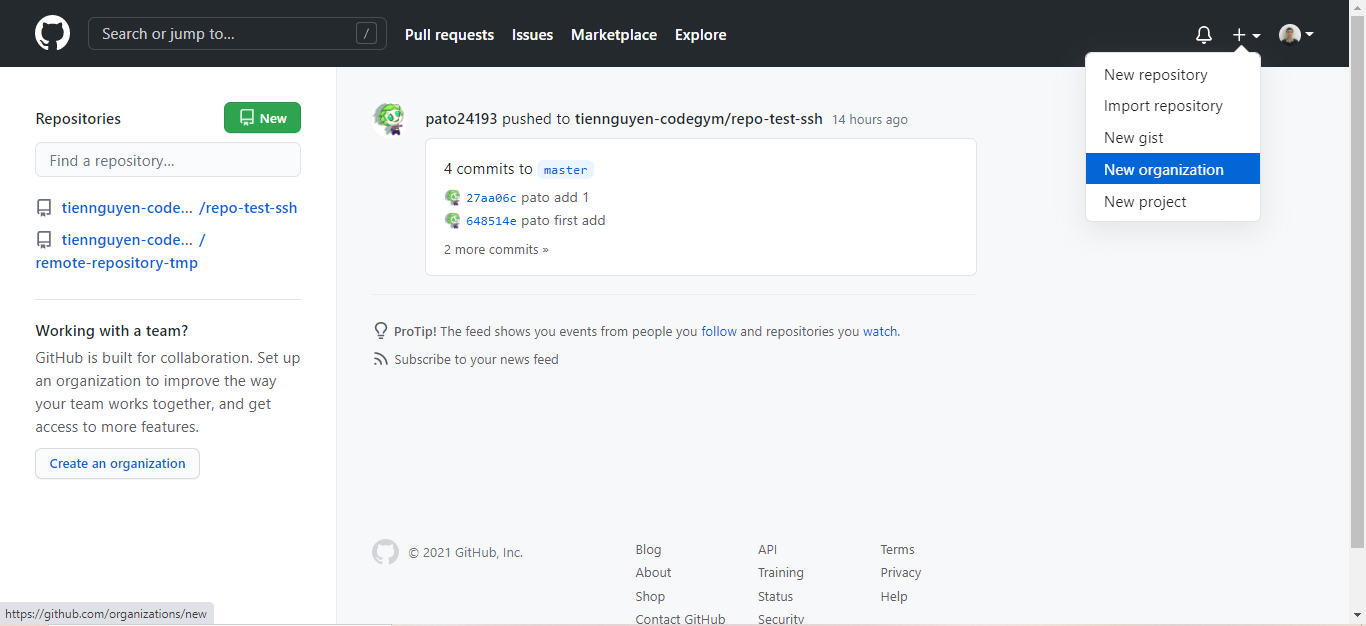 Search or jump to... /
Pull requests
Issues
Marketplace
Explore
New repository
Import repository
New gist
New organization
New project
Repositories
New
Find a repository...
tiennguyen-code... /repo-test-ssh
tiennguyen-code... /
remote-repository-tmp
Working with a team?
GitHub is built for collaboration. Set up
an organization to improve the way
your team works together, and get
access to more features.
Create an organization
pato24193 pushed to tiennguyen-codegym/repo-test-ssh 14 hours ago
4 commits to master
27aa06c pato add 1
648514e pato first add
2 more commits »
ProTip! The feed shows you events from people you follow and repositories you watch.
Subscribe to your news feed
© 2021 GitHub, Inc.
Blog
About
Shop
Contact GitHub
API
Training
Status
Security
Terms
Privacy
Help
https://github.com/organizations/new